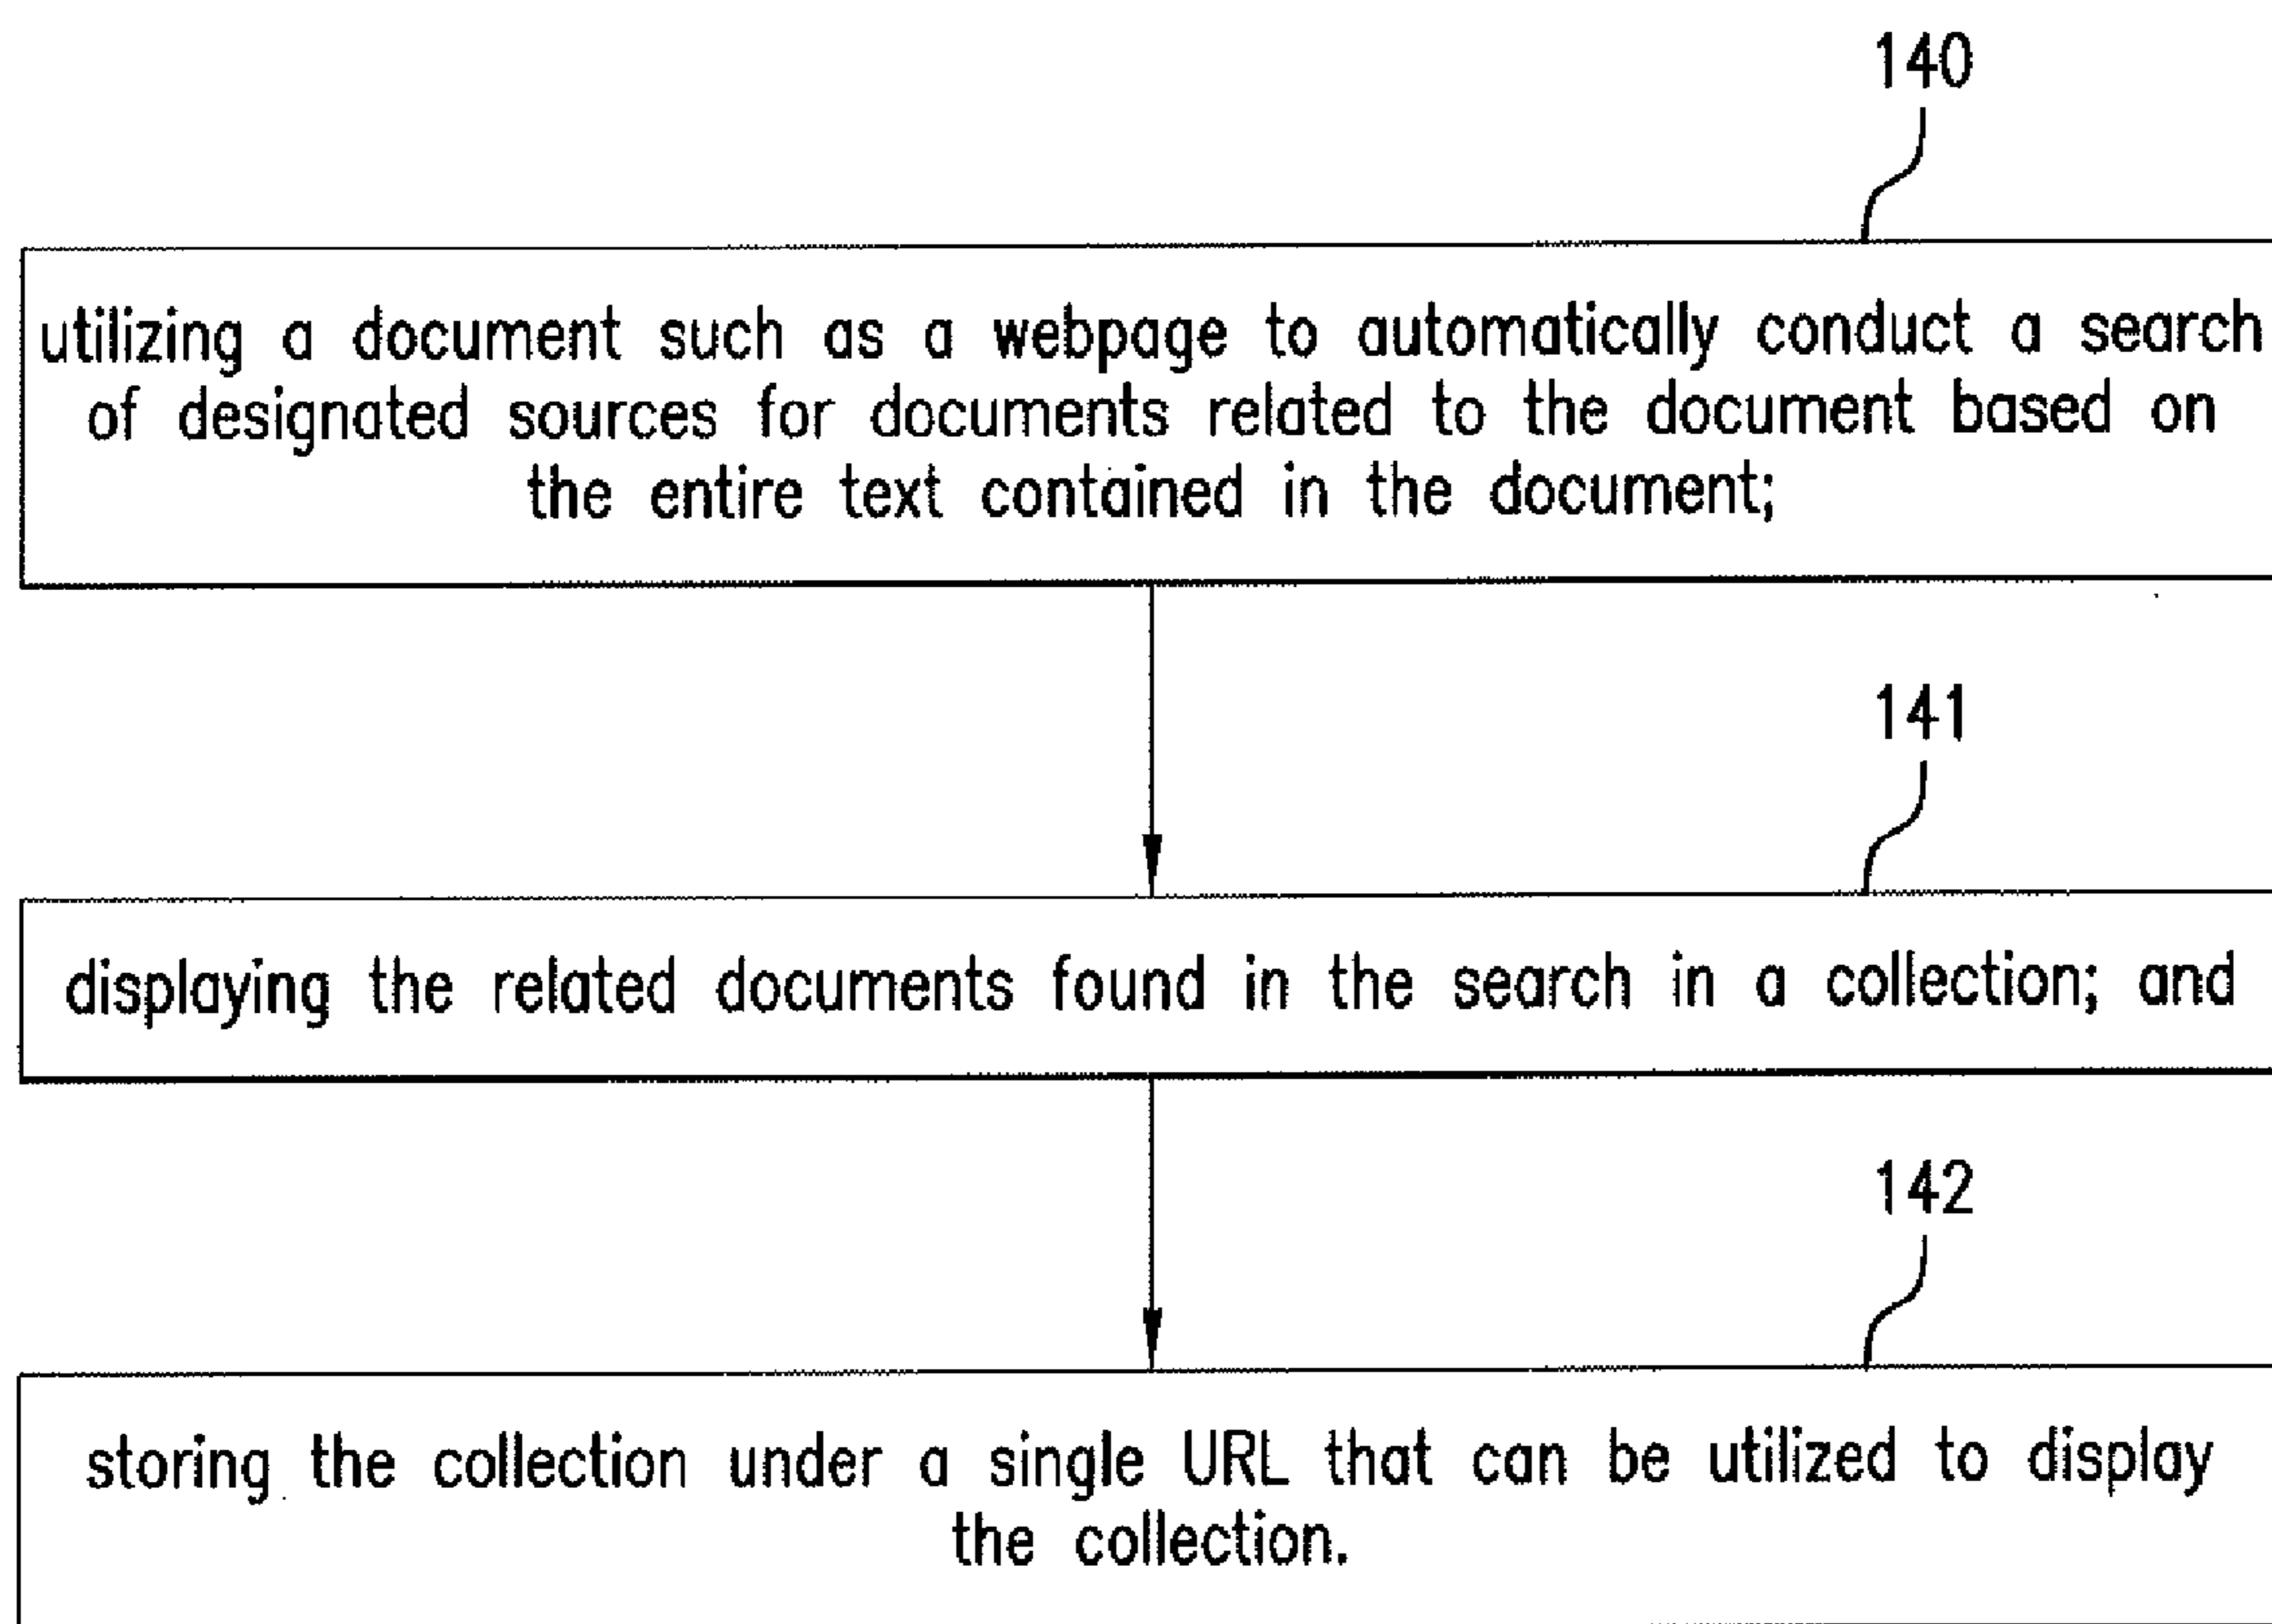 140
utilizing a document such as a webpage to automatically conduct a search
of designated sources for documents related to the document based on
the entire text contained in the document;
141
displaying the related documents found in the search in a collection; and
142
storing the collection under a single URL that can be utilized to display
the collection.